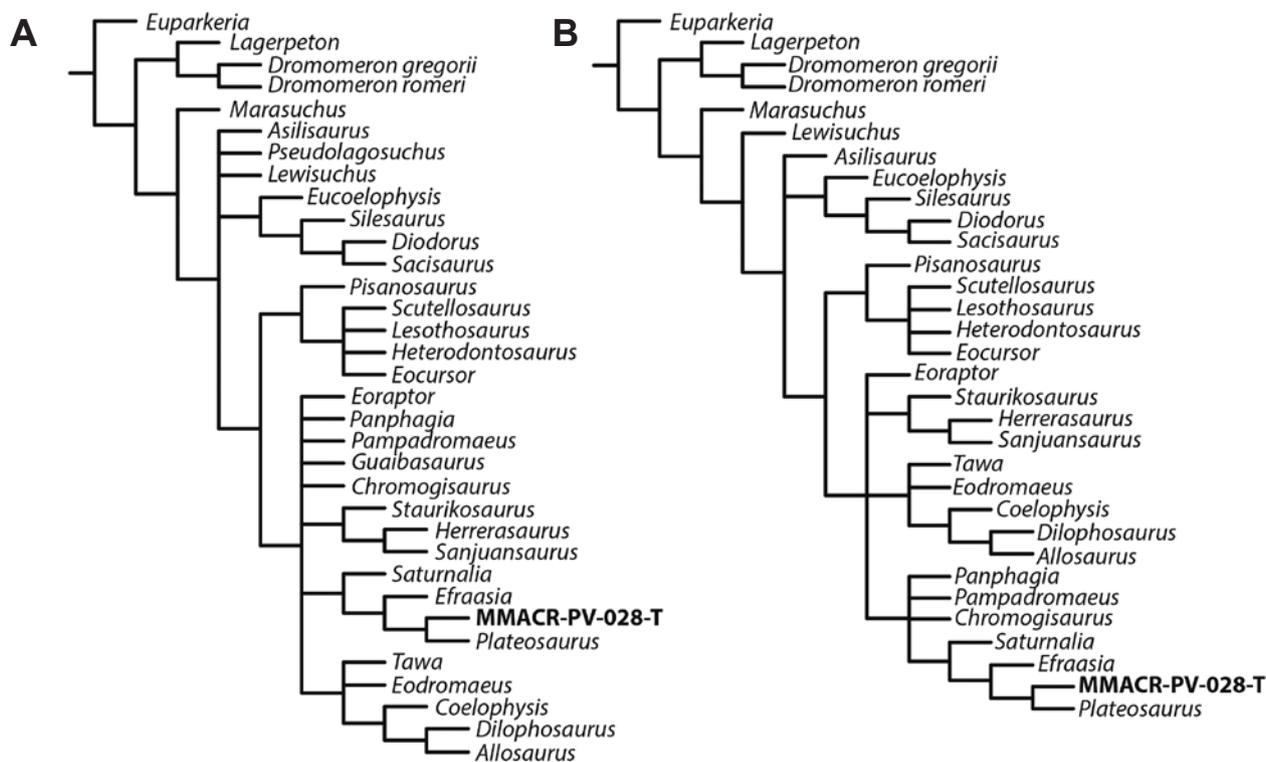 A
Euparkeria
Lagerpeton
Dromomeron gregorii
Dromomeron romeri
Marasuchus
Asilisaurus
Pseudolagosuchus
Lewisuchus
Eucoelophysis
Silesaurus
Diodorus
Sacisaurus
Pisanosaurus
Scutellosaurus
Lesothosaurus
Heterodontosaurus
Eocursor
Eoraptor
Panphagia
Pampadromaeus
Guaibasaurus
Chromogisaurus
Staurikosaurus
Herrerasaurus
Sanjuansaurus
Saturnalia
Efraasia
MMACR-PV-028-T
Plateosaurus
Tawa
Eodromaeus
Coelophysis
Dilophosaurus
Allosaurus
B
Euparkeria
Lagerpeton
Dromomeron gregorii
Dromomeron romeri
Marasuchus
Lewisuchus
Asilisaurus
Eucoelophysis
Silesaurus
Diodorus
Sacisaurus
Pisanosaurus
Scutellosaurus
Lesothosaurus
Heterodontosaurus
Eocursor
Eoraptor
Staurikosaurus
Herrerasaurus
Sanjuansaurus
Tawa
Eodromaeus
Coelophysis
Dilophosaurus
Allosaurus
Panphagia
Pampadromaeus
Chromogisaurus
Saturnalia
Efraasia
MMACR-PV-028-T
Plateosaurus